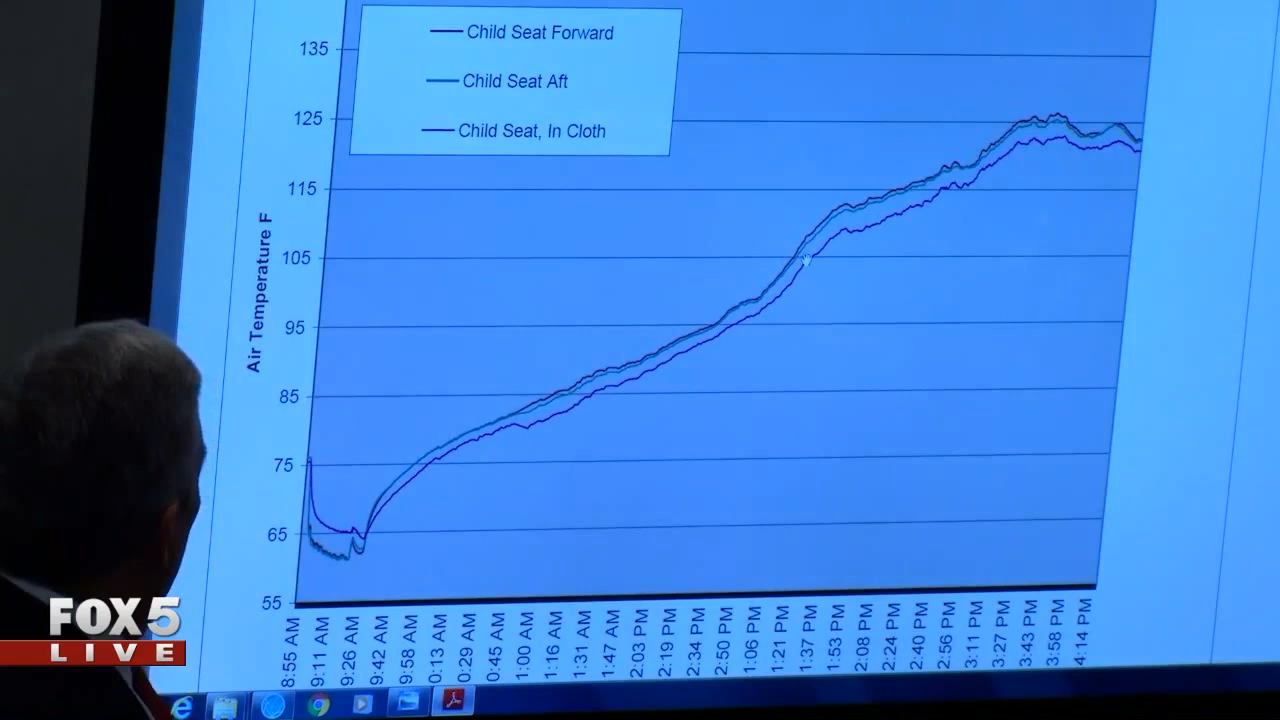 Child Seat Forward
Child Seat Aft
Child Seat, In Cloth
Air Temperature F
135
125
115
105
95
85
75
65
55
8:55 AM
9:11 AM
9:26 AM
9:42 AM
9:58 AM
0:13 AM
0:29 AM
0:45 AM
1:00 AM
1:16 AM
1:31 AM
1:47 AM
2:03 PM
2:19 PM
2:34 PM
2:50 PM
1:06 PM
1:21 PM
1:37 PM
1:53 PM
2:08 PM
2:24 PM
2:40 PM
2:56 PM
3:11 PM
3:27 PM
3:43 PM
3:58 PM
4:14 PM
FOX 5
LIVE